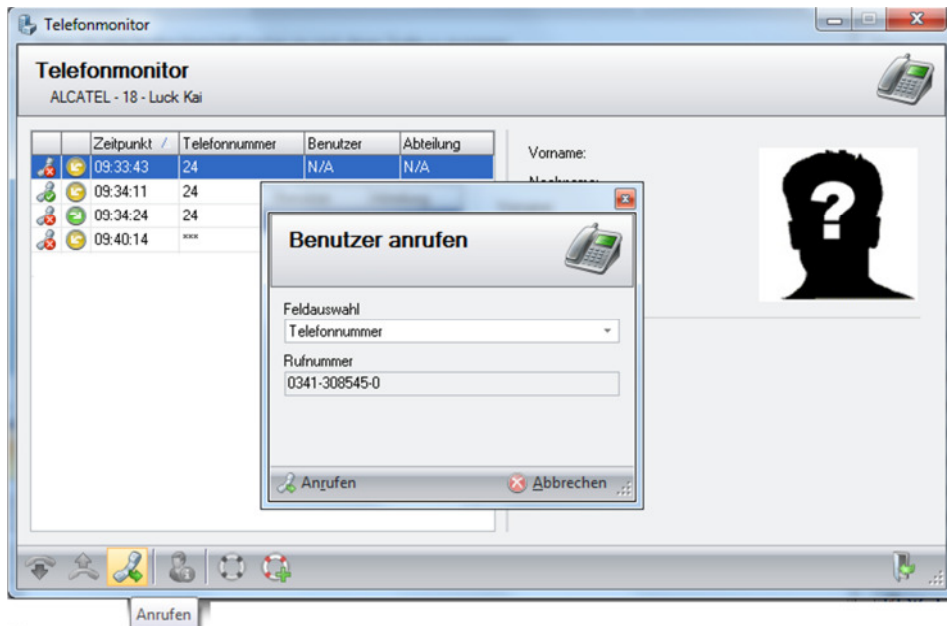 Telefonmonitor
Telefonmonitor
ALCATEL - 18 - Luck Kai
Zeitpunkt Telefonnummer Benutzer Abteilung
09:33:43 24 N/A N/A
09:34:11 24
09:34:24 24
09:40:14 ***
Vorname:
Benutzer anrufen
Feldauswahl
Telefonnummer
Rufnummer
0341-308545-0
Anrufen Abbrechen
Anrufen